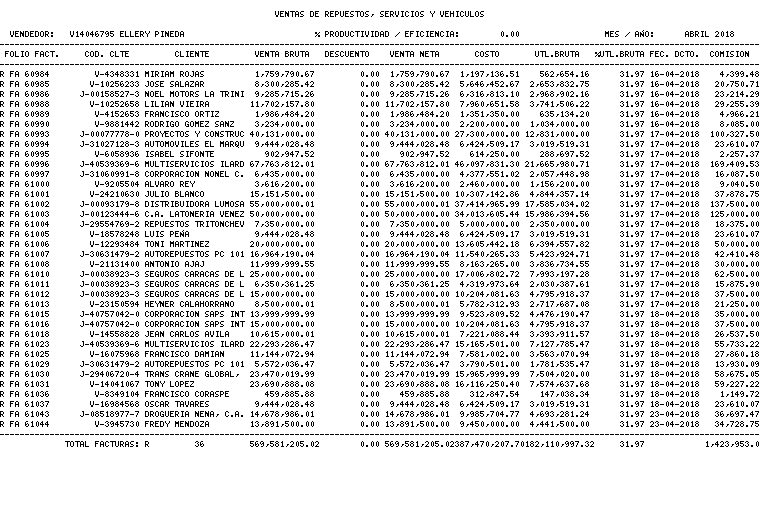 VENTAS DE REPUESTOS, SERVICIOS Y VEHICULOS
VENDEDOR: V14046795 ELLERY PINEDA % PRODUCTIVIDAD / EFICIENCIA: 0.00 MES / AÑO: ABRIL 2018
FOLIO FACT. COD. CLTE CLIENTE VENTA BRUTA DESCUENTO VENTA NETA COSTO UTL.BRUTA %UTL.BRUTA FEC. DCTO. COMISION
R FA 60984 V-4348331 MIRIAM ROJAS 1,759,790.67 0.00 1,759,790.67 1,197,136.51 562,654.16 31.97 16-04-2018 4,399.48
R FA 60985 V-10256233 JOSE SALAZAR 8,300,285.42 0.00 8,300,285.42 5,646,452.67 2,653,832.75 31.97 16-04-2018 20,750.71
R FA 60986 J-00158527-3 NOEL MOTORS LA TRINI 9,285,715.26 0.00 9,285,715.26 6,316,813.10 2,968,902.16 31.97 16-04-2018 23,214.29
R FA 60988 V-10252658 LILIAN VIEIRA 11,702,157.80 0.00 11,702,157.80 7,960,651.58 3,741,506.22 31.97 16-04-2018 29,255.39
R FA 60989 V-4152653 FRANCISCO ORTIZ 1,986,484.20 0.00 1,986,484.20 1,351,350.00 635,134.20 31.97 16-04-2018 4,966.21
R FA 60990 V-9881442 RODRIGO GOMEZ SANZ 3,234,000.00 0.00 3,234,000.00 2,200,000.00 1,034,000.00 31.97 16-04-2018 8,085.00
R FA 60993 J-00077778-0 PROYECTOS Y CONSTRUC 40,131,000.00 0.00 40,131,000.00 27,300,000.00 12,831,000.00 31.97 17-04-2018 100,327.50
R FA 60994 J-31027128-3 AUTOMOVILES EL MARQU 9,444,028.48 0.00 9,444,028.48 6,424,509.17 3,019,519.31 31.97 17-04-2018 23,610.07
R FA 60995 V-6058936 ISABEL SIFONTE 902,947.52 0.00 902,947.52 614,250.00 288,697.52 31.97 16-04-2018 2,257.37
R FA 60996 J-40539369-6 MULTISERVICIOS ILARD 67,763,812.01 0.00 67,763,812.01 46,097,831.30 21,665,980.71 31.97 16-04-2018 169,409.53
R FA 60997 J-31060991-8 CORPORACION NONEL C. 6,435,000.00 0.00 6,435,000.00 4,377,551.02 2,057,448.98 31.97 16-04-2018 16,087.50
R FA 61000 V-9205504 ALVARO REY 3,616,200.00 0.00 3,616,200.00 2,460,000.00 1,156,200.00 31.97 17-04-2018 9,040.50
R FA 61001 V-24210630 JULIO BLANCO 15,151,500.00 0.00 15,151,500.00 10,307,142.86 4,844,357.14 31.97 17-04-2018 37,878.75
R FA 61002 J-00093179-8 DISTRIBUIDORA LUMOSA 55,000,000.01 0.00 55,000,000.01 37,414,965.99 17,585,034.02 31.97 17-04-2018 137,500.00
R FA 61003 J-00123444-6 C.A. LATONERIA VENEZ 50,000,000.00 0.00 50,000,000.00 34,013,605.44 15,986,394.56 31.97 17-04-2018 125,000.00
R FA 61004 J-29554769-2 REPUESTOS TRITONCHEV 7,350,000.00 0.00 7,350,000.00 5,000,000.00 2,350,000.00 31.97 17-04-2018 18,375.00
R FA 61005 V-18578248 LUIS PEÑA 9,444,028.48 0.00 9,444,028.48 6,424,509.17 3,019,519.31 31.97 17-04-2018 23,610.07
R FA 61006 V-12293484 TONI MARTINEZ 20,000,000.00 0.00 20,000,000.00 13,605,442.18 6,394,557.82 31.97 17-04-2018 50,000.00
R FA 61007 J-30631479-2 AUTOREPUESTOS PC 101 16,964,190.04 0.00 16,964,190.04 11,540,265.33 5,423,924.71 31.97 17-04-2018 42,410.48
R FA 61008 V-21131400 ANTONIO AJAJ 11,999,999.55 0.00 11,999,999.55 8,163,265.00 3,836,734.55 31.97 17-04-2018 30,000.00
R FA 61010 J-00038923-3 SEGUROS CARACAS DE L 25,000,000.00 0.00 25,000,000.00 17,006,802.72 7,993,197.28 31.97 17-04-2018 62,500.00
R FA 61011 J-00038923-3 SEGUROS CARACAS DE L 6,350,361.25 0.00 6,350,361.25 4,319,973.64 2,030,387.61 31.97 17-04-2018 15,875.90
R FA 61012 J-00038923-3 SEGUROS CARACAS DE L 15,000,000.00 0.00 15,000,000.00 10,204,081.63 4,795,918.37 31.97 17-04-2018 37,500.00
R FA 61013 V-23150594 HEYNER CALAHORRANO 8,500,000.01 0.00 8,500,000.01 5,782,312.93 2,717,687.08 31.97 17-04-2018 21,250.00
R FA 61015 J-40757042-0 CORPORACION SAPS INT 13,999,999.99 0.00 13,999,999.99 9,523,809.52 4,476,190.47 31.97 18-04-2018 35,000.00
R FA 61016 J-40757042-0 CORPORACION SAPS INT 15,000,000.00 0.00 15,000,000.00 10,204,081.63 4,795,918.37 31.97 18-04-2018 37,500.00
R FA 61018 V-14558828 JEAN CARLOS AVILA 10,615,000.01 0.00 10,615,000.01 7,221,088.44 3,393,911.57 31.97 18-04-2018 26,537.50
R FA 61023 J-40539369-6 MULTISERVICIOS ILARD 22,293,286.47 0.00 22,293,286.47 15,165,501.00 7,127,785.47 31.97 18-04-2018 55,733.22
R FA 61025 V-16075968 FRANCISCO DAMIAN 11,144,072.94 0.00 11,144,072.94 7,581,002.00 3,563,070.94 31.97 18-04-2018 27,860.18
R FA 61029 J-30631479-2 AUTOREPUESTOS PC 101 5,572,036.47 0.00 5,572,036.47 3,790,501.00 1,781,535.47 31.97 18-04-2018 13,930.09
R FA 61030 J-29406720-4 TRANS CRANE GLOBAL, 23,470,019.99 0.00 23,470,019.99 15,965,999.99 7,504,020.00 31.97 18-04-2018 58,675.05
R FA 61031 V-14041067 TONY LOPEZ 23,690,888.08 0.00 23,690,888.08 16,116,250.40 7,574,637.68 31.97 18-04-2018 59,227.22
R FA 61036 V-8349104 FRANCISCO CORASPE 459,885.88 0.00 459,885.88 312,847.54 147,038.34 31.97 18-04-2018 1,149.72
R FA 61037 V-16984568 OSCAR TAVARES 9,444,028.48 0.00 9,444,028.48 6,424,509.17 3,019,519.31 31.97 18-04-2018 23,610.07
R FA 61043 J-08518977-7 DROGUERIA NENA, C.A. 14,678,986.01 0.00 14,678,986.01 9,985,704.77 4,693,281.24 31.97 23-04-2018 36,697.47
R FA 61044 V-3945730 FREDY MENDOZA 13,891,500.00 0.00 13,891,500.00 9,450,000.00 4,441,500.00 31.97 23-04-2018 34,728.75
TOTAL FACTURAS: R 36 569,581,205.02 0.00 569,581,205.02387,470,207.70182,110,997.32 31.97 1,423,953.0